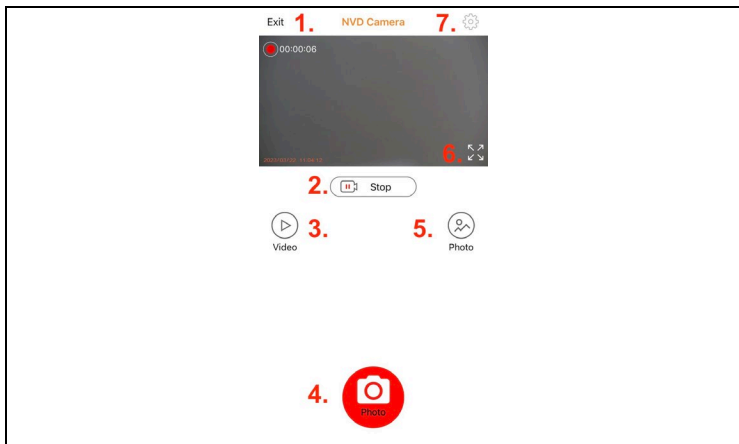 Exit 1. NVD Camera 7.
00:00:06
6.
2. Stop
3. 5.
Video Photo
4.
Photo